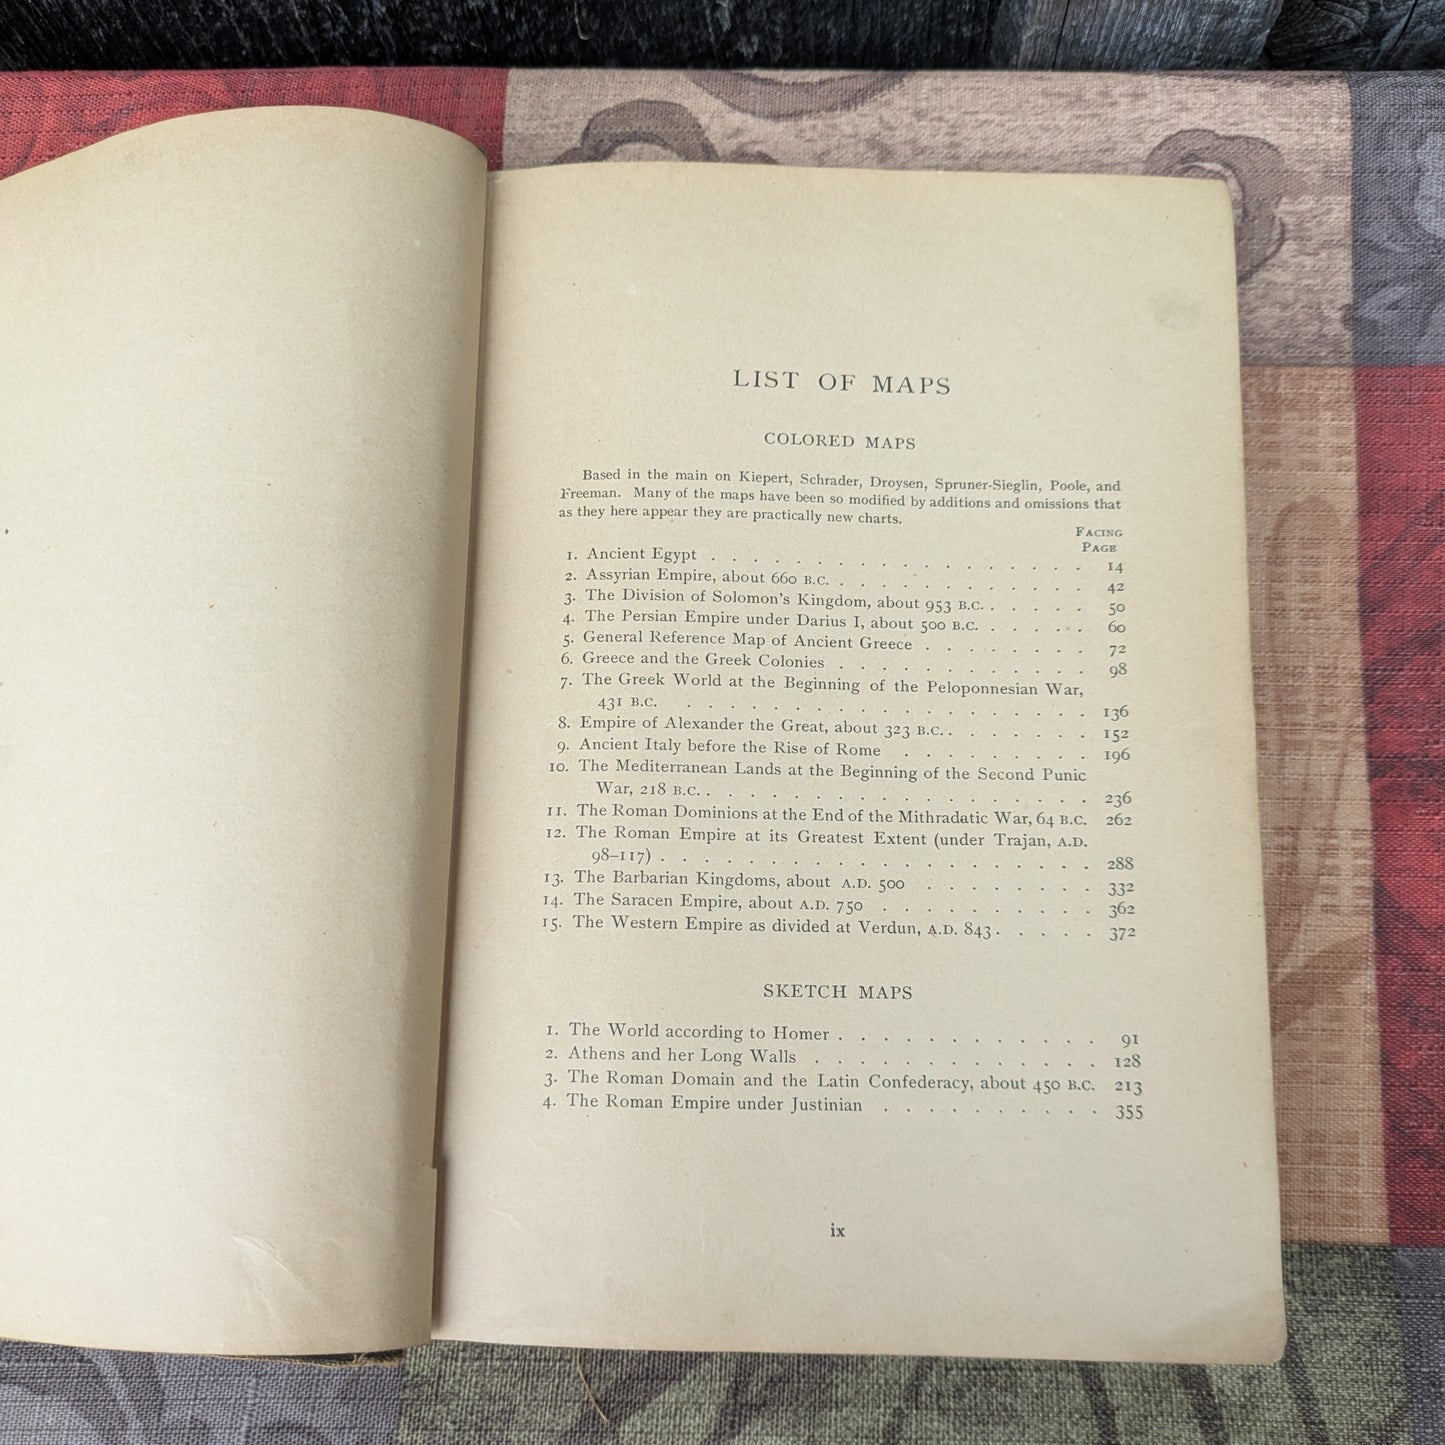 LIST OF MAPS
COLORED MAPS
Based in the main on Kiepert, Schrader, Droysen, Spruner-Sieglin, Poole, and
Freeman. Many of the maps have been so modified by additions and omissions that
as they here appear they are practically new charts.
FACING
PAGE
1. Ancient Egypt . . . . . . . . . . . . . . . . . 14
2. Assyrian Empire, about 660 B.C. . . . . . . . . . . . 42
3. The Division of Solomon's Kingdom, about 953 B.C. . . . . . 50
4. The Persian Empire under Darius I, about 500 B.C. . . . . . 60
5. General Reference Map of Ancient Greece . . . . . . . . 72
6. Greece and the Greek Colonies . . . . . . . . . . . . 98
7. The Greek World at the Beginning of the Peloponnesian War,
431 B.C. . . . . . . . . . . . . . . . . . . 136
8. Empire of Alexander the Great, about 323 B.C. . . . . . . . 152
9. Ancient Italy before the Rise of Rome . . . . . . . . . 196
10. The Mediterranean Lands at the Beginning of the Second Punic
War, 218 B.C. . . . . . . . . . . . . . . . . . 236
11. The Roman Dominions at the End of the Mithradatic War, 64 B.C. 262
12. The Roman Empire at its Greatest Extent (under Trajan, A.D.
98–117) . . . . . . . . . . . . . . . . . . . 288
13. The Barbarian Kingdoms, about A.D. 500 . . . . . . . . 332
14. The Saracen Empire, about A.D. 750 . . . . . . . . . . 362
15. The Western Empire as divided at Verdun, A.D. 843 . . . . . 372
SKETCH MAPS
1. The World according to Homer . . . . . . . . . . . . 91
2. Athens and her Long Walls . . . . . . . . . . . . . 128
3. The Roman Domain and the Latin Confederacy, about 450 B.C. 213
4. The Roman Empire under Justinian . . . . . . . . . . 355
ix